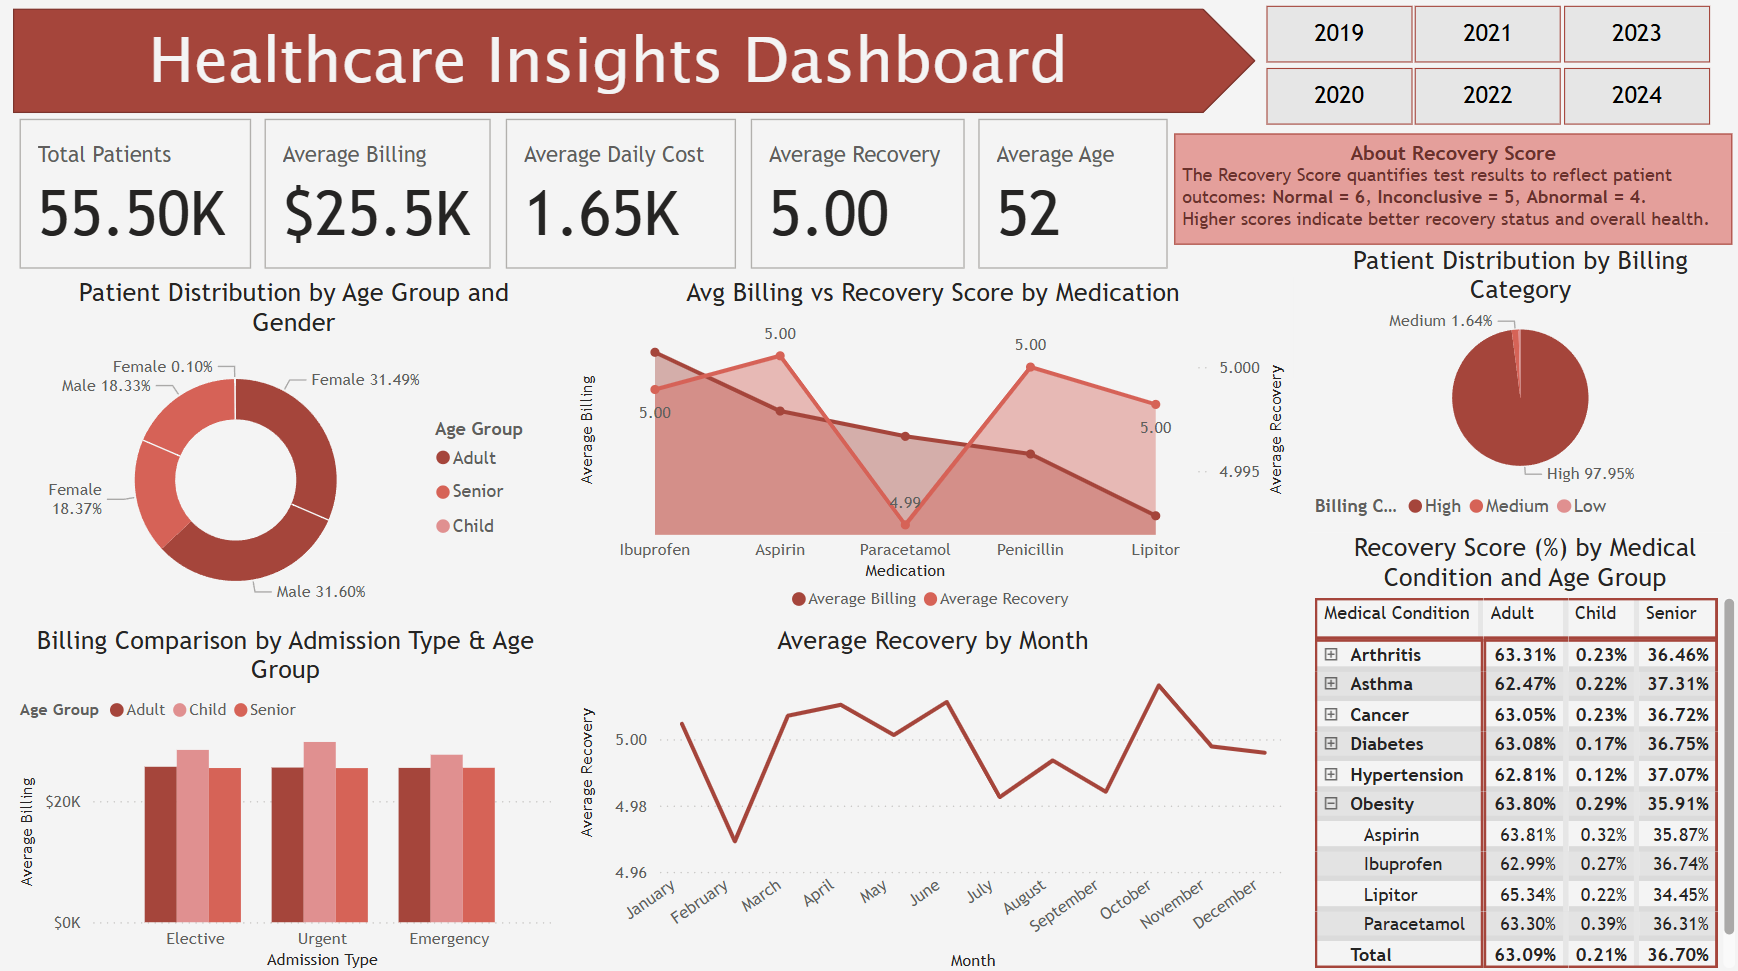 Healthcare Insights Dashboard
2019
2021
2023
2020
2022
2024
Total Patients
55.50K
Average Billing
$25.5K
Average Daily Cost
1.65K
Average Recovery
5.00
Average Age
52
About Recovery Score
The Recovery Score quantifies test results to reflect patient
outcomes: Normal = 6, Inconclusive = 5, Abnormal = 4.
Higher scores indicate better recovery status and overall health.
Patient Distribution by Age Group and
Gender
Female 0.10%
Male 18.33%
Female 31.49%
Female
18.37%
Male 31.60%
Age Group
Adult
Senior
Child
Avg Billing vs Recovery Score by Medication
Average Billing
5.00
5.00
4.99
5.00
5.00
5.000
4.995
Average Recovery
Ibuprofen
Aspirin
Paracetamol
Penicillin
Lipitor
Medication
Average Billing
Average Recovery
Patient Distribution by Billing
Category
Medium 1.64%
High 97.95%
Billing C...
High
Medium
Low
Billing Comparison by Admission Type & Age
Group
Age Group
Adult
Child
Senior
Average Billing
$20K
$0K
Elective
Urgent
Emergency
Admission Type
Average Recovery by Month
Average Recovery
5.00
4.98
4.96
January
February
March
April
May
June
July
August
September
October
November
December
Month
Recovery Score (%) by Medical
Condition and Age Group
Medical Condition Adult Child Senior
Arthritis 63.31% 0.23% 36.46%
Asthma 62.47% 0.22% 37.31%
Cancer 63.05% 0.23% 36.72%
Diabetes 63.08% 0.17% 36.75%
Hypertension 62.81% 0.12% 37.07%
Obesity 63.80% 0.29% 35.91%
Aspirin 63.81% 0.32% 35.87%
Ibuprofen 62.99% 0.27% 36.74%
Lipitor 65.34% 0.22% 34.45%
Paracetamol 63.30% 0.39% 36.31%
Total 63.09% 0.21% 36.70%